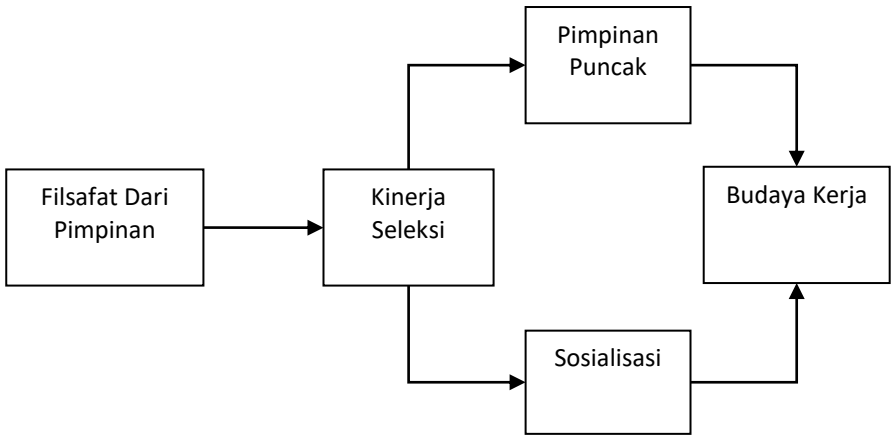 Filsafat Dari
Pimpinan
Kinerja
Seleksi
Pimpinan
Puncak
Sosialisasi
Budaya Kerja